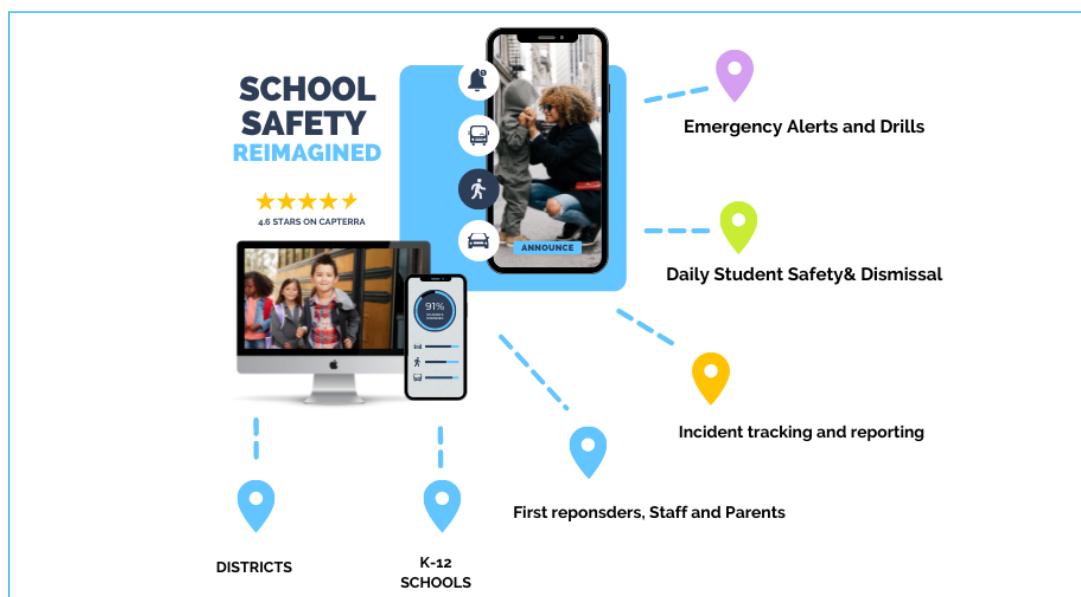 SCHOOL
SAFETY
REIMAGINED
4.6 STARS ON CAPTERRA
ANNOUNCE
91%
Emergency Alerts and Drills
Daily Student Safety& Dismissal
Incident tracking and reporting
First reponsders, Staff and Parents
DISTRICTS
K-12
SCHOOLS